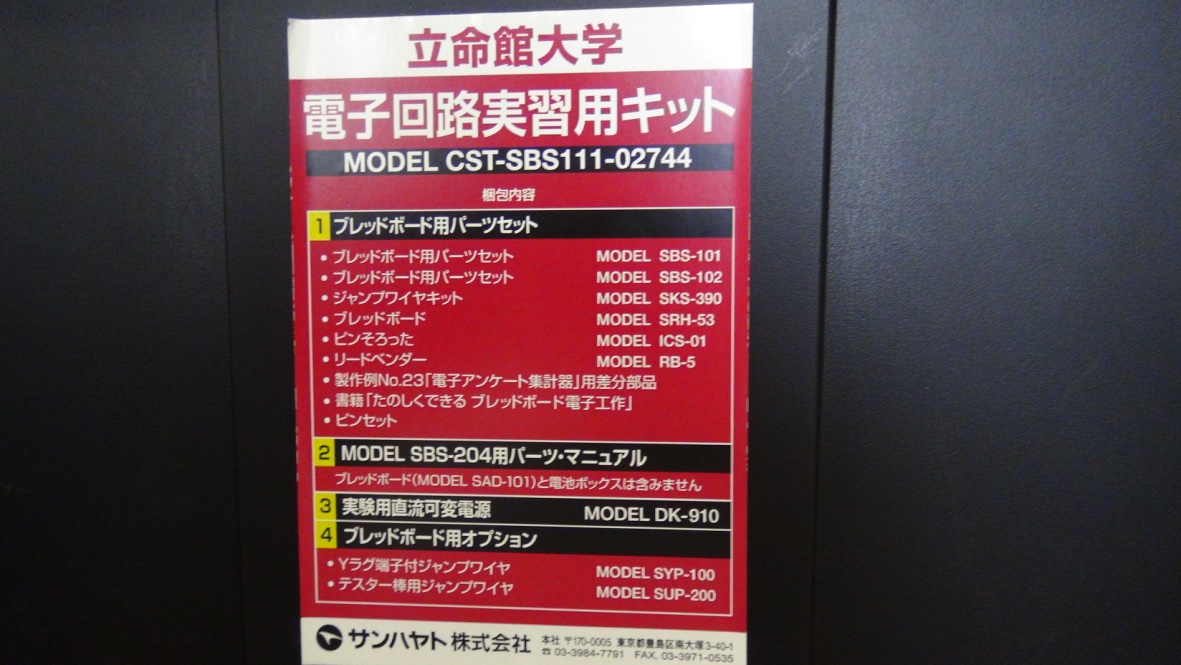 立命館大学
電子回路実習用キット
MODEL CST-SBS111-02744
梱包内容
1 ブレッドボード用パーツセット
• ブレッドボード用パーツセット MODEL SBS-101
• ブレッドボード用パーツセット MODEL SBS-102
• ジャンプワイヤキット MODEL SKS-390
• ブレッドボード MODEL SRH-53
• ピンそろった MODEL ICS-01
• リードベンダー MODEL RB-5
• 製作例No.23「電子アンケート集計器」用差分部品
• 書籍「たのしくできる ブレッドボード電子工作」
• ピンセット
2 MODEL SBS-204用パーツ・マニュアル
ブレッドボード(MODEL SAD-101)と電池ボックスは含みません
3 実験用直流可変電源 MODEL DK-910
4 ブレッドボード用オプション
• Yラグ端子付ジャンプワイヤ MODEL SYP-100
• テスター棒用ジャンプワイヤ MODEL SUP-200
サンハヤト株式会社 本社 〒170-0005 東京都豊島区南大塚3-40-1
☎ 03-3984-7791 FAX. 03-3971-0535